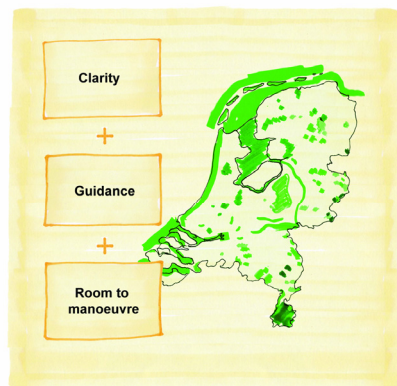 Clarity
+
Guidance
+
Room to
manoeuvre